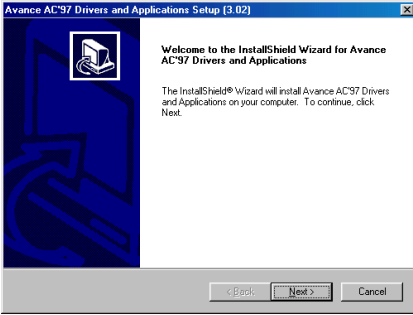 Avance AC'97 Drivers and Applications Setup (3.02)
Welcome to the InstallShield Wizard for Avance
AC'97 Drivers and Applications
The InstallShield® Wizard will install Avance AC'97 Drivers
and Applications on your computer. To continue, click
Next.
< Back
Next >
Cancel